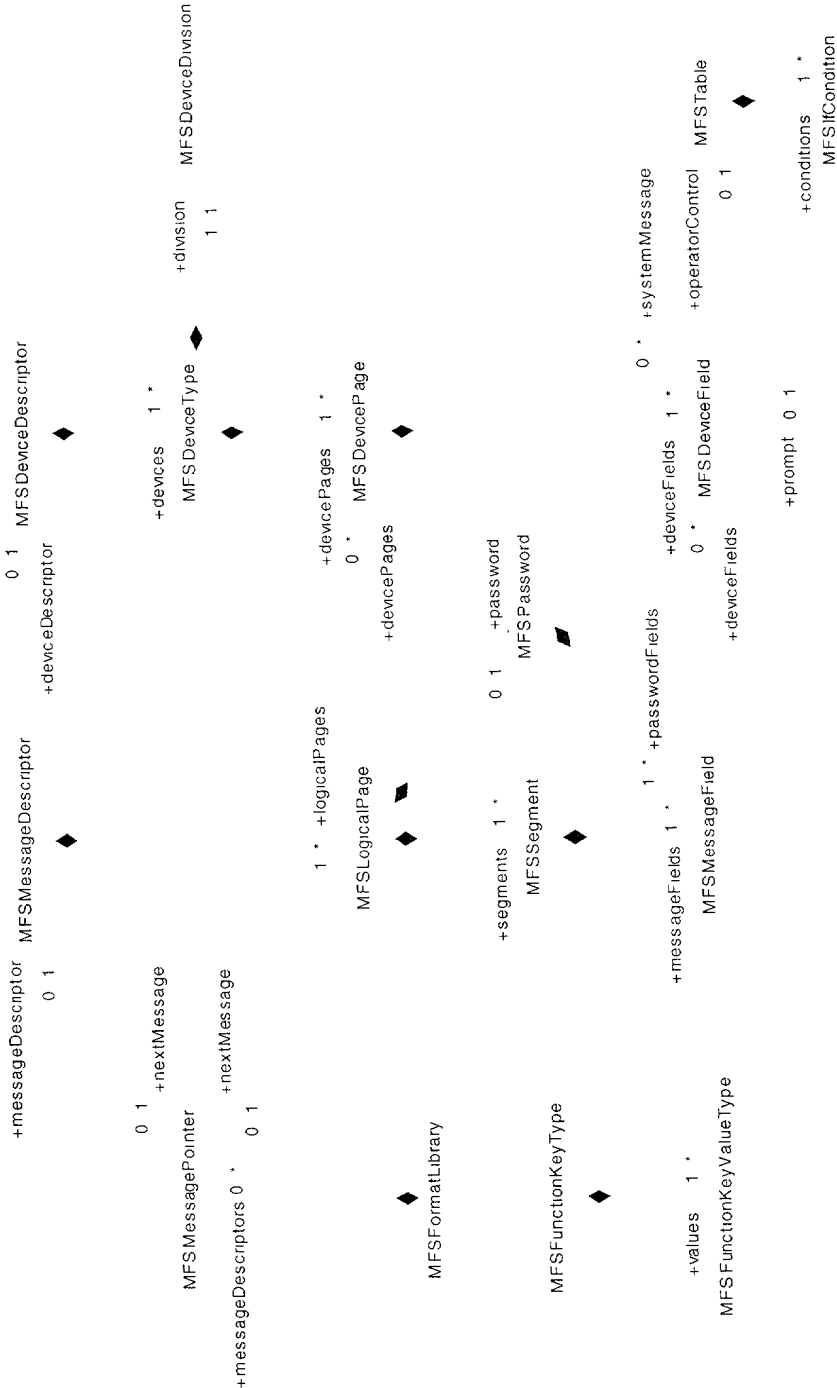 +messageDescriptor
0 1
MFSMessageDescriptor
0 1
+deviceDescriptor
MFSDeviceDescriptor
0 1 +nextMessage
MFSMessagePointer
+nextMessage
+messageDescriptors 0 *
0 1
+devices 1 *
MFSDeviceType
+division
1 1
MFSDeviceDivision
1 * +logicalPages
MFSLogicalPage
+devicePages 1 *
0 *
MFSDevicePage
+devicePages
MFSFormatLibrary
+segments 1 *
MFSSegment
0 1 +password
MFSPassword
MFSFunctionKeyType
1 * +passwordFields
+messageFields 1 *
MFSMessageField
+deviceFields 1 *
0 *
MFSDeviceField
+deviceFields
0 * +systemMessage
+operatorControl
0 1
MFSTable
+values 1 *
MFSFunctionKeyValueType
+prompt 0 1
+conditions 1 *
MFSIfCondition